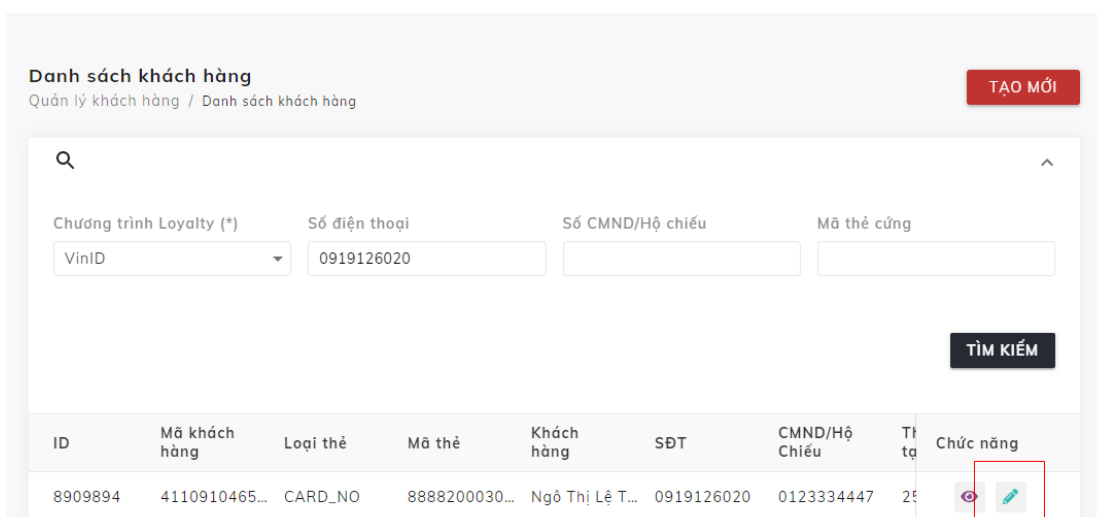 Danh sách khách hàng
Quản lý khách hàng / Danh sách khách hàng
TẠO MỚI
Chương trình Loyalty (*) Số điện thoại Số CMND/Hộ chiếu Mã thẻ cứng
VinID 0919126020
TÌM KIẾM
ID Mã khách hàng Loại thẻ Mã thẻ Khách hàng SĐT CMND/Hộ Chiếu Chức năng
8909894 4110910465... CARD_NO 8888200030... Ngô Thị Lệ T... 0919126020 0123334447